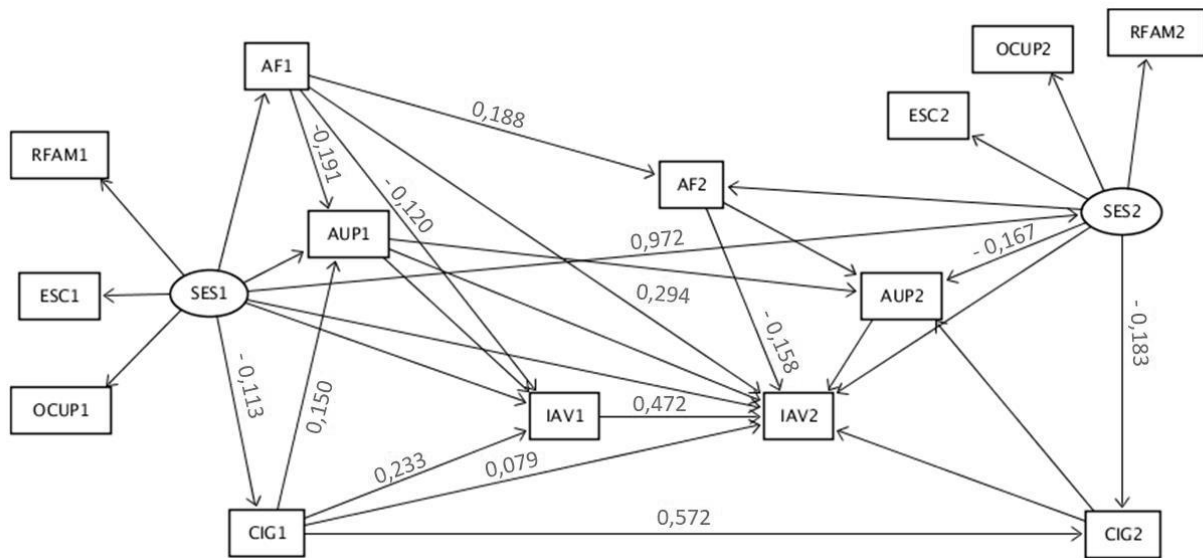 RFAM2
OCUP2
AF1
0,188
ESC2
RFAM1
- 0,191
AF2
- 0,120
SES2
AUP1
0,972
- 0,167
ESC1
SES1
0,294
AUP2
- 0,158
- 0,183
OCUP1
- 0,113
0,150
IAV1
0,472
IAV2
0,233
0,079
CIG1
0,572
CIG2